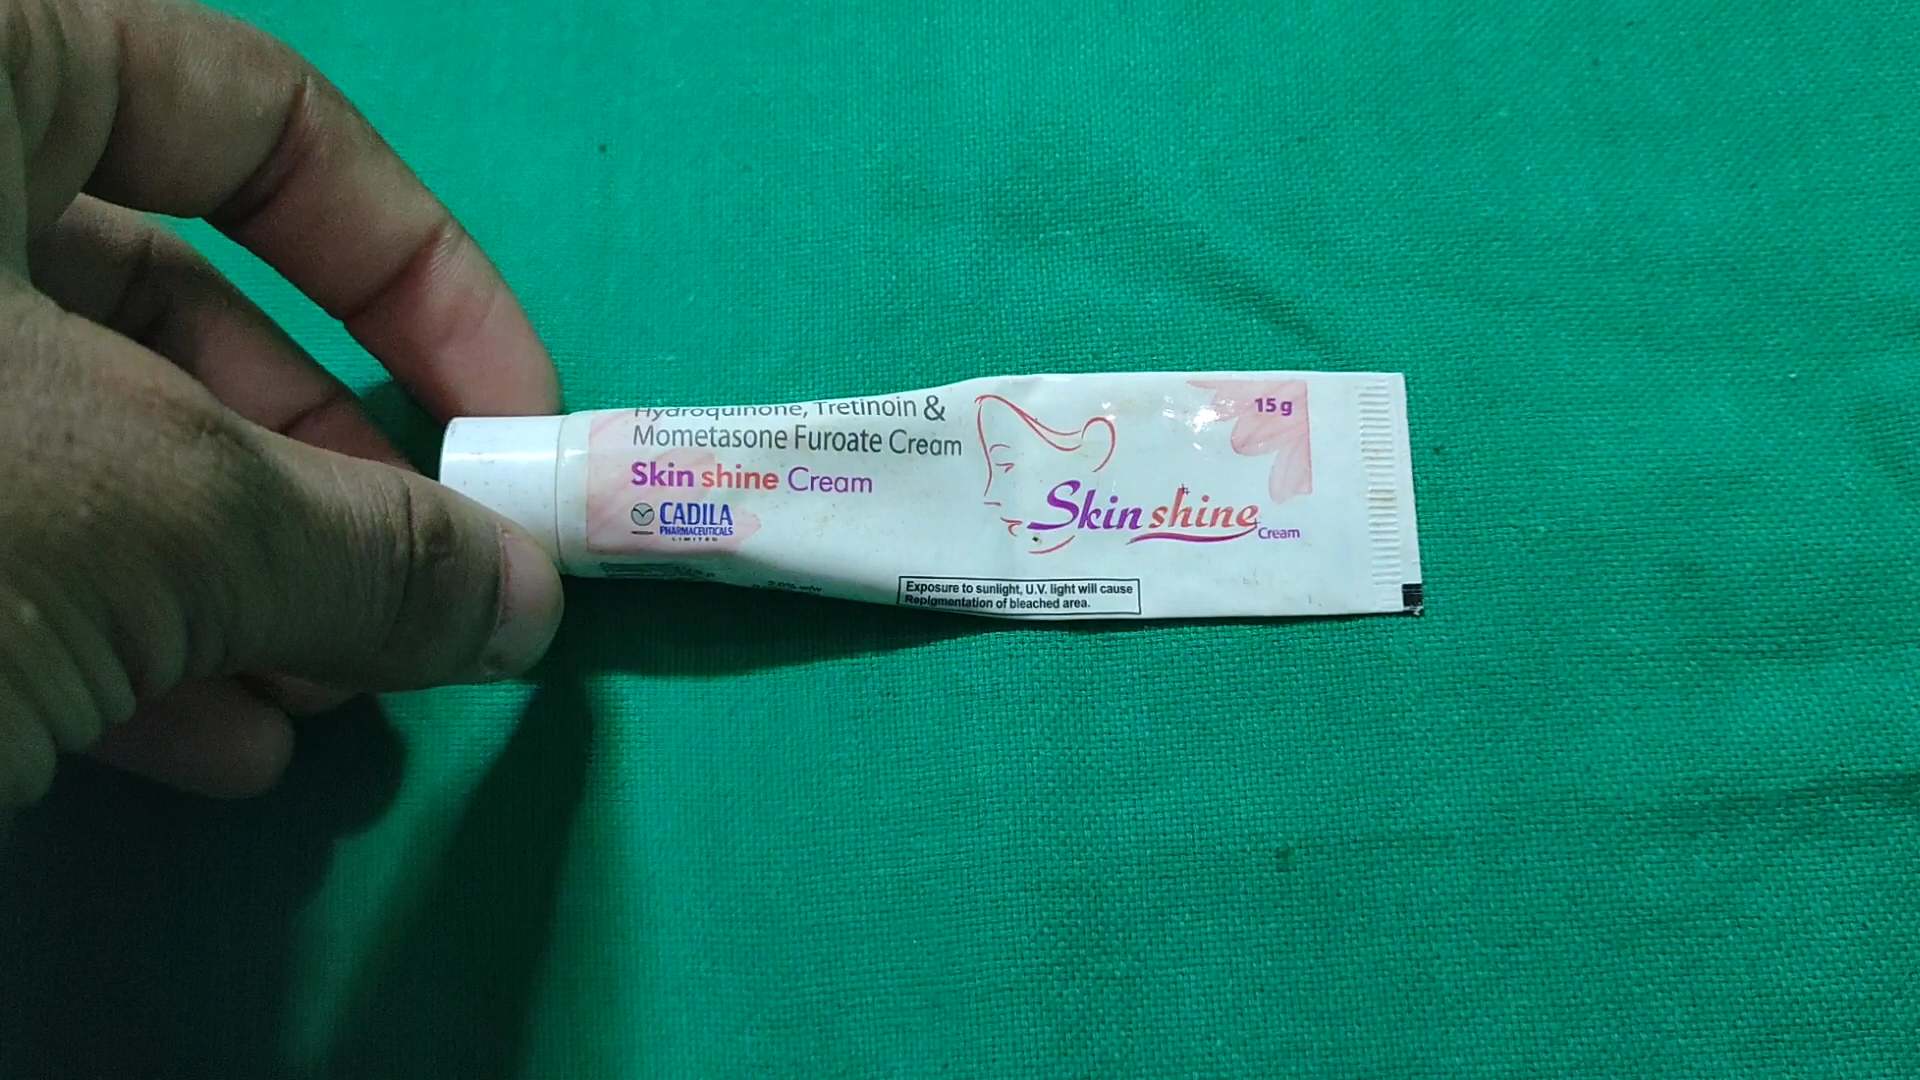 Hydroquinone, Tretinoin &
Mometasone Furoate Cream
Skin shine Cream
CADILA
PHARMACEUTICALS
LIMITED
15 g
Skin shine
Cream
Exposure to sunlight, U.V. light will cause
Repigmentation of bleached area.